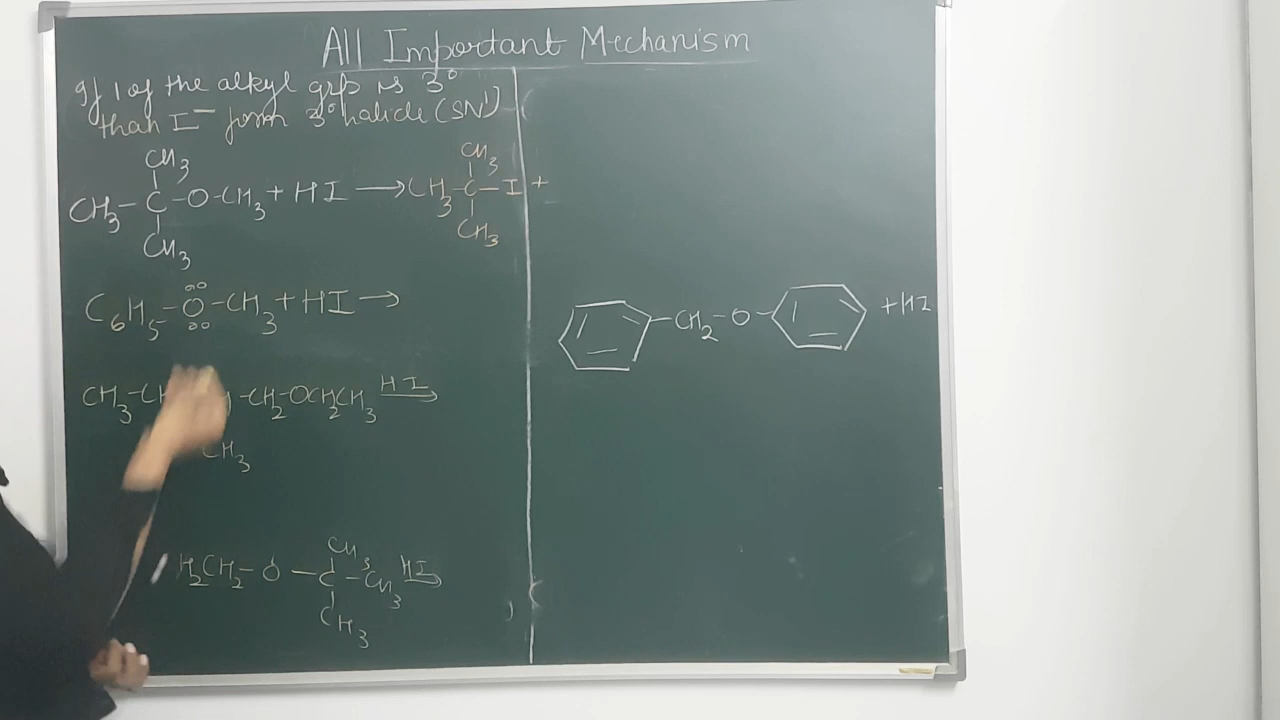 All Important Mechanism
If 1 of the alkyl grp is 3°
than I⁻ form 3° halide (SN¹)
CH3 CH3
CH3–C–O–CH3 + HI → CH3–C–I +
CH3 CH3
C6H5–O–CH3 + HI →
CH3–CH –CH2–OCH2CH3 HI →
CH3
CH3
H2CH2–O–C–CH3 HI →
CH3
–CH2–O– + HI